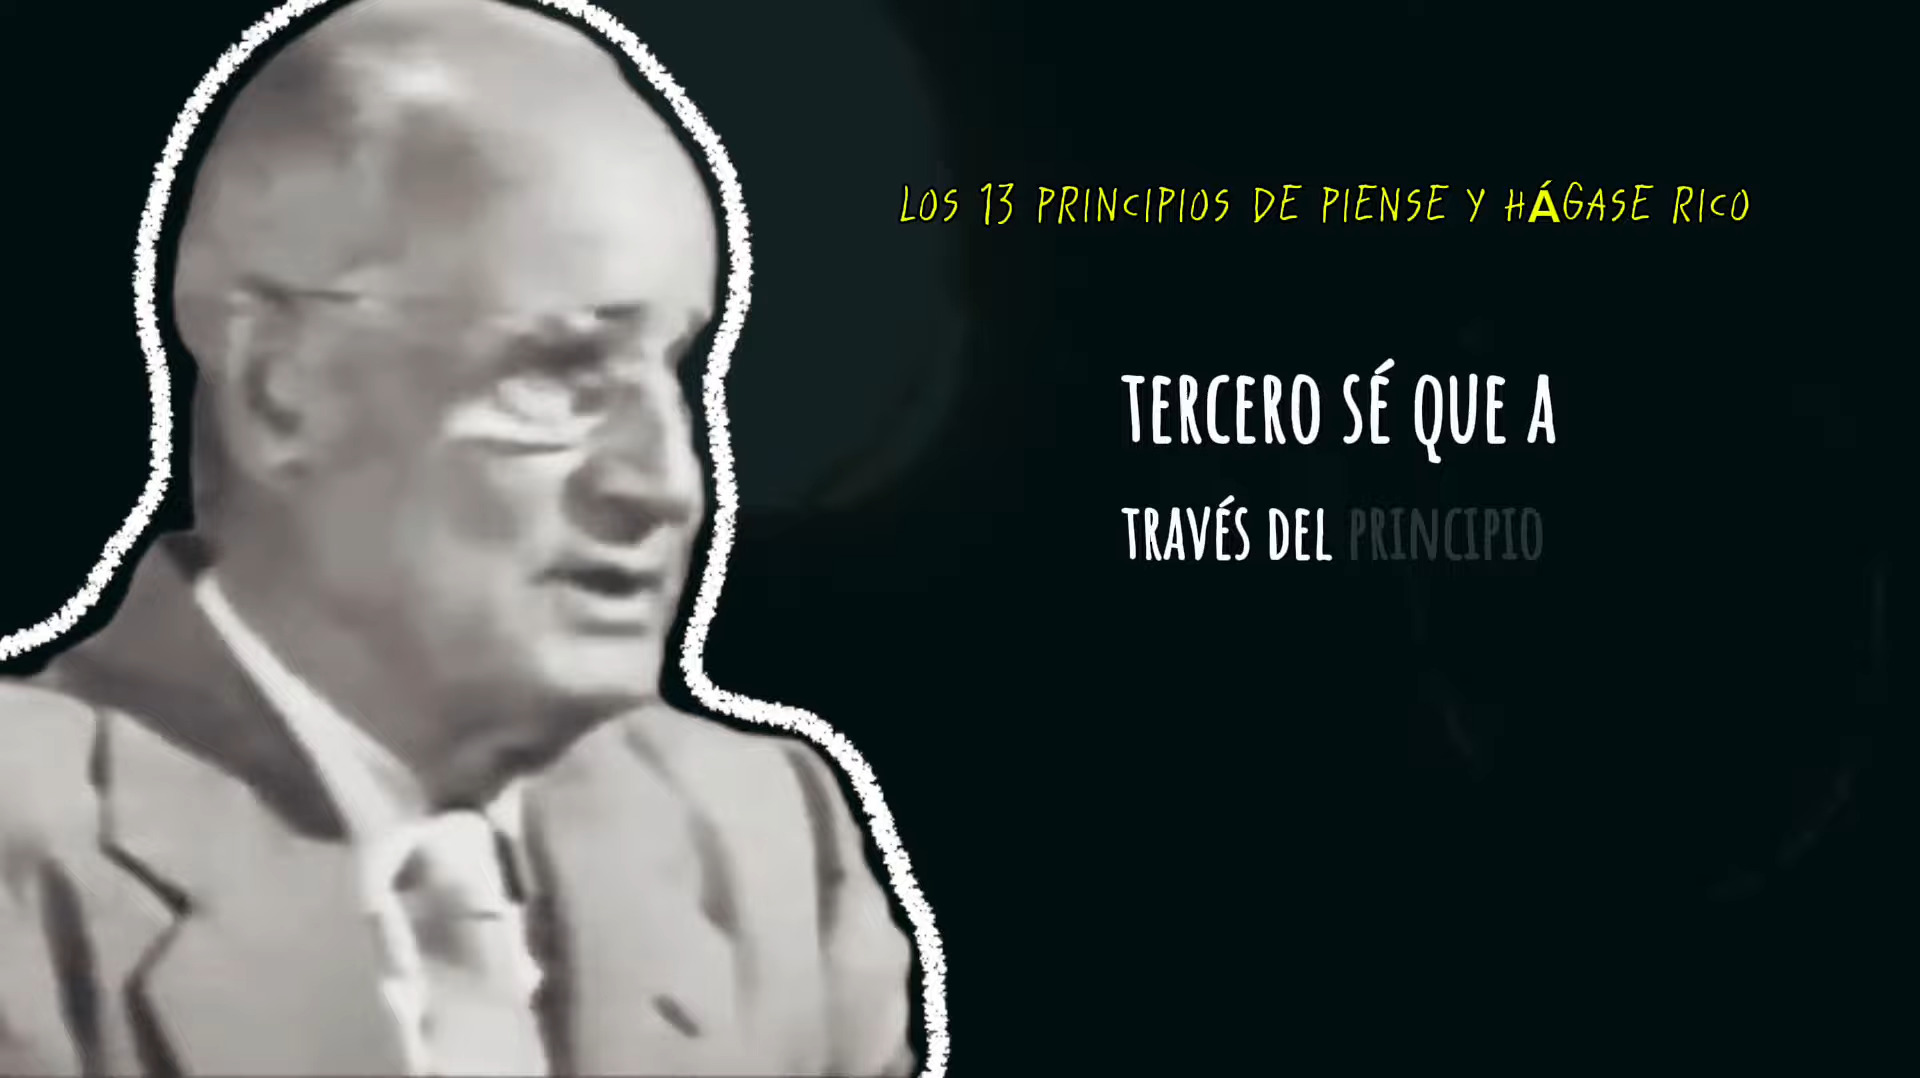 LOS 13 PRINCIPIOS DE PIENSE Y HÁGASE RICO
TERCERO SÉ QUE A
TRAVÉS DEL PRINCIPIO